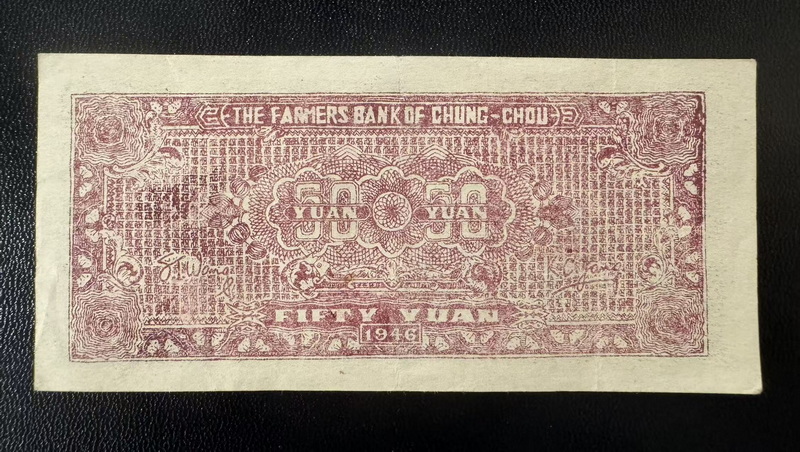 THE FARMERS BANK OF CHUNG-CHOU
50 50
YUAN YUAN
FIFTY YUAN
1946